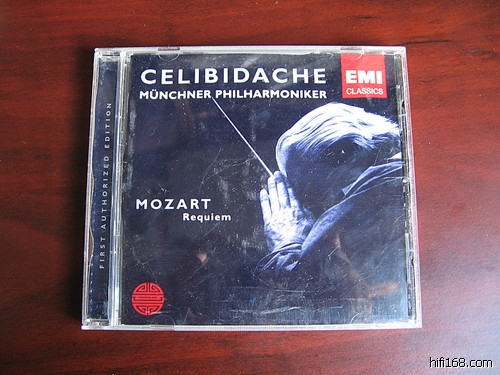 CELIBIDACHE
MÜNCHNER PHILHARMONIKER
EMI
CLASSICS
MOZART
Requiem
FIRST AUTHORIZED EDITION
hifi168.com